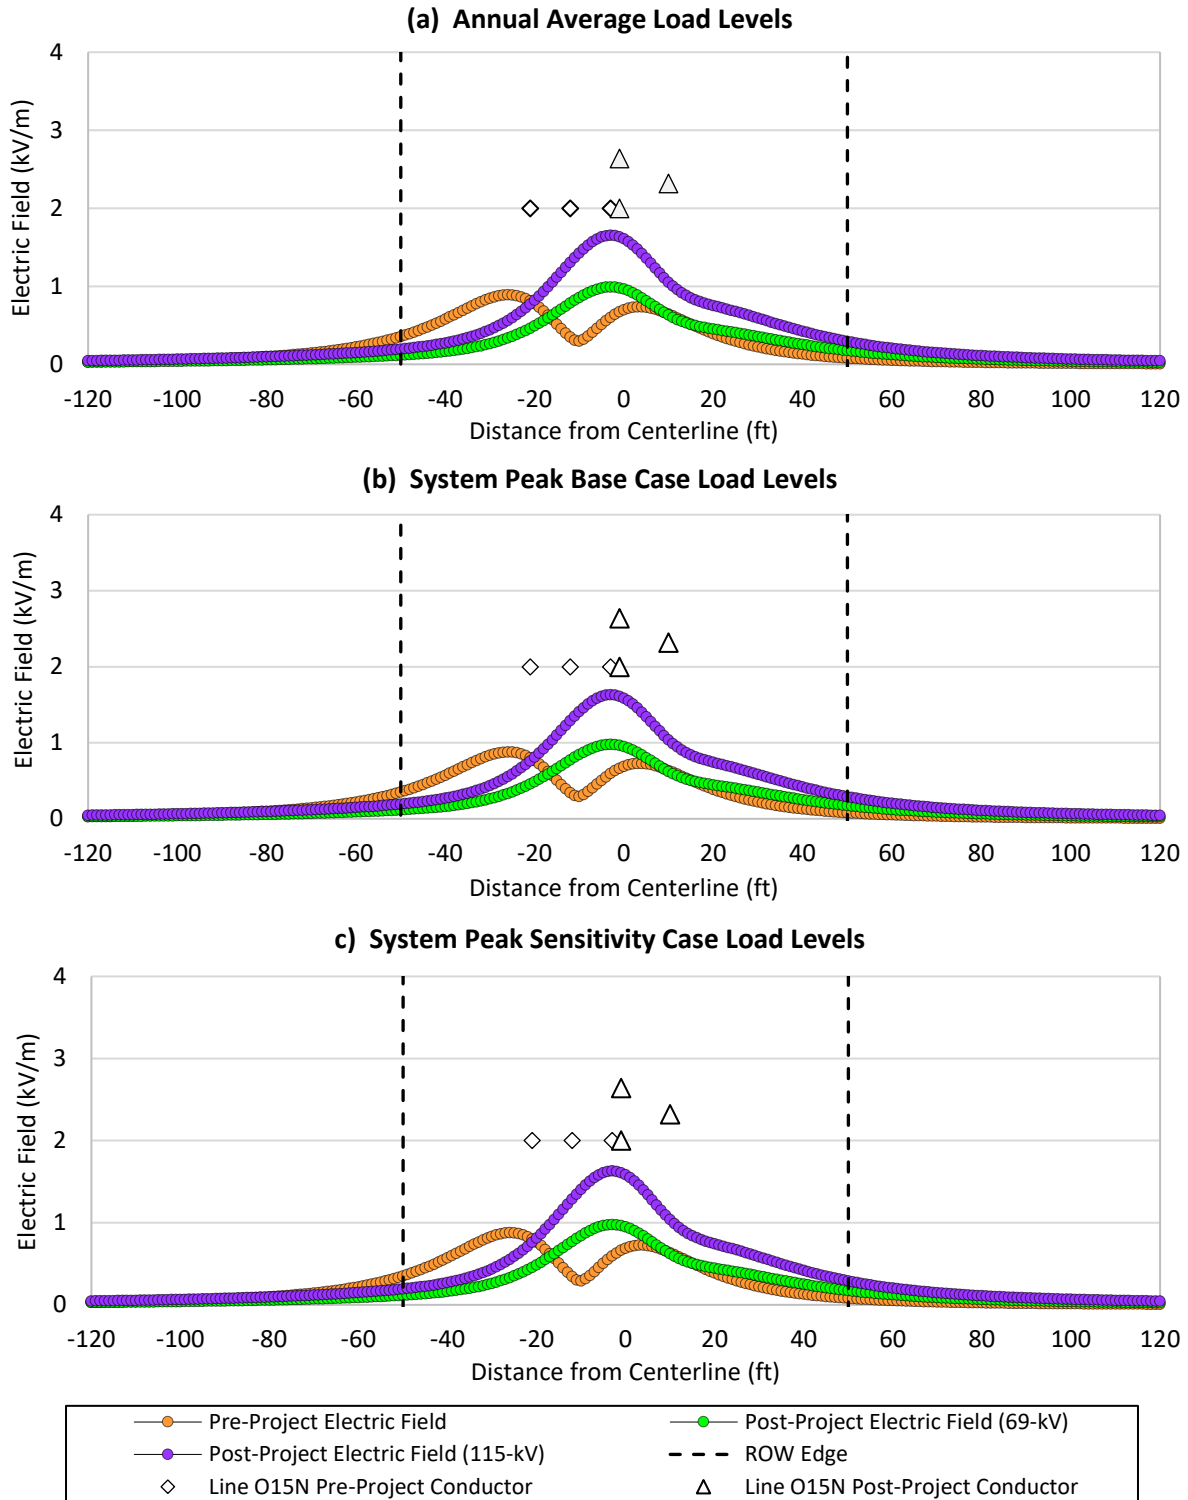 (a) Annual Average Load Levels
4
3
2
1
0
Electric Field (kV/m)
-120 -100 -80 -60 -40 -20 0 20 40 60 80 100 120
Distance from Centerline (ft)
(b) System Peak Base Case Load Levels
4
3
2
1
0
Electric Field (kV/m)
-120 -100 -80 -60 -40 -20 0 20 40 60 80 100 120
Distance from Centerline (ft)
c) System Peak Sensitivity Case Load Levels
4
3
2
1
0
Electric Field (kV/m)
-120 -100 -80 -60 -40 -20 0 20 40 60 80 100 120
Distance from Centerline (ft)
Pre-Project Electric Field
Post-Project Electric Field (69-kV)
Post-Project Electric Field (115-kV)
ROW Edge
Line O15N Pre-Project Conductor
Line O15N Post-Project Conductor